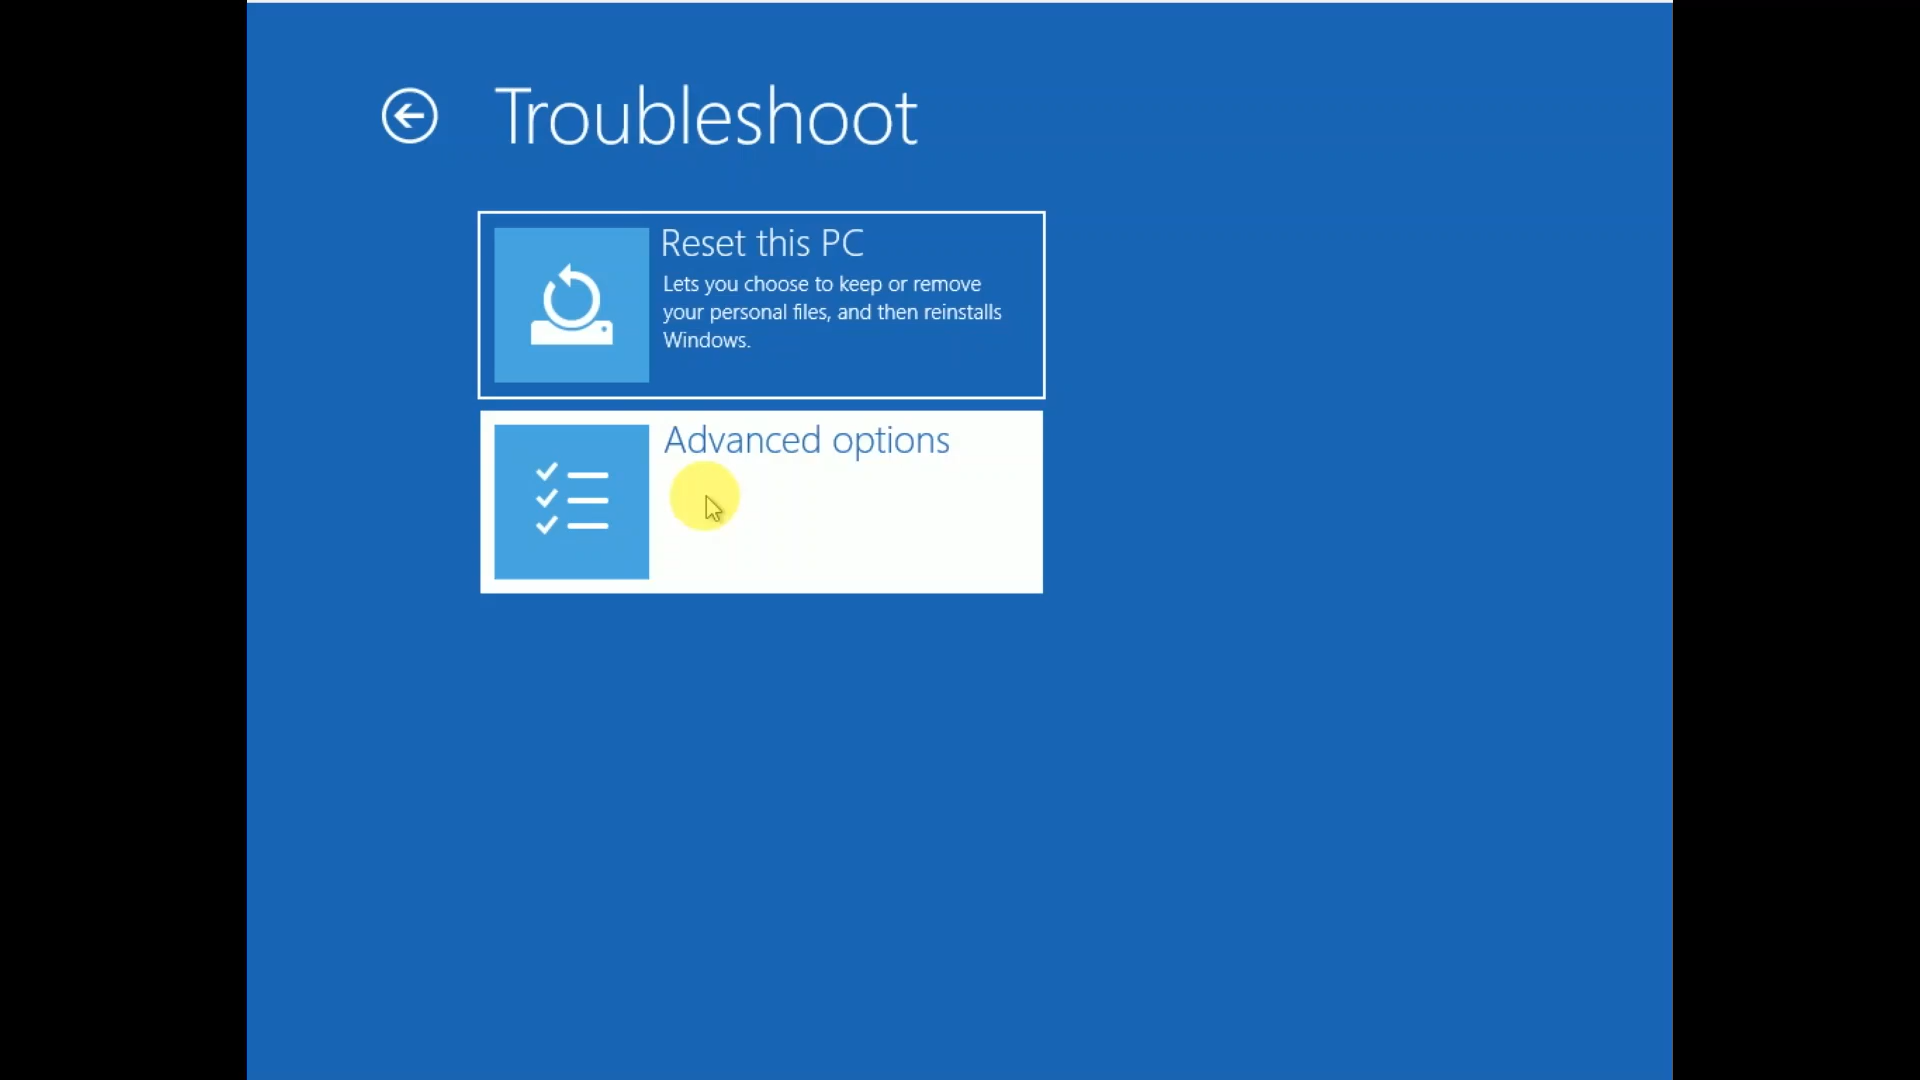 Troubleshoot
Reset this PC
Lets you choose to keep or remove
your personal files, and then reinstalls
Windows.
Advanced options